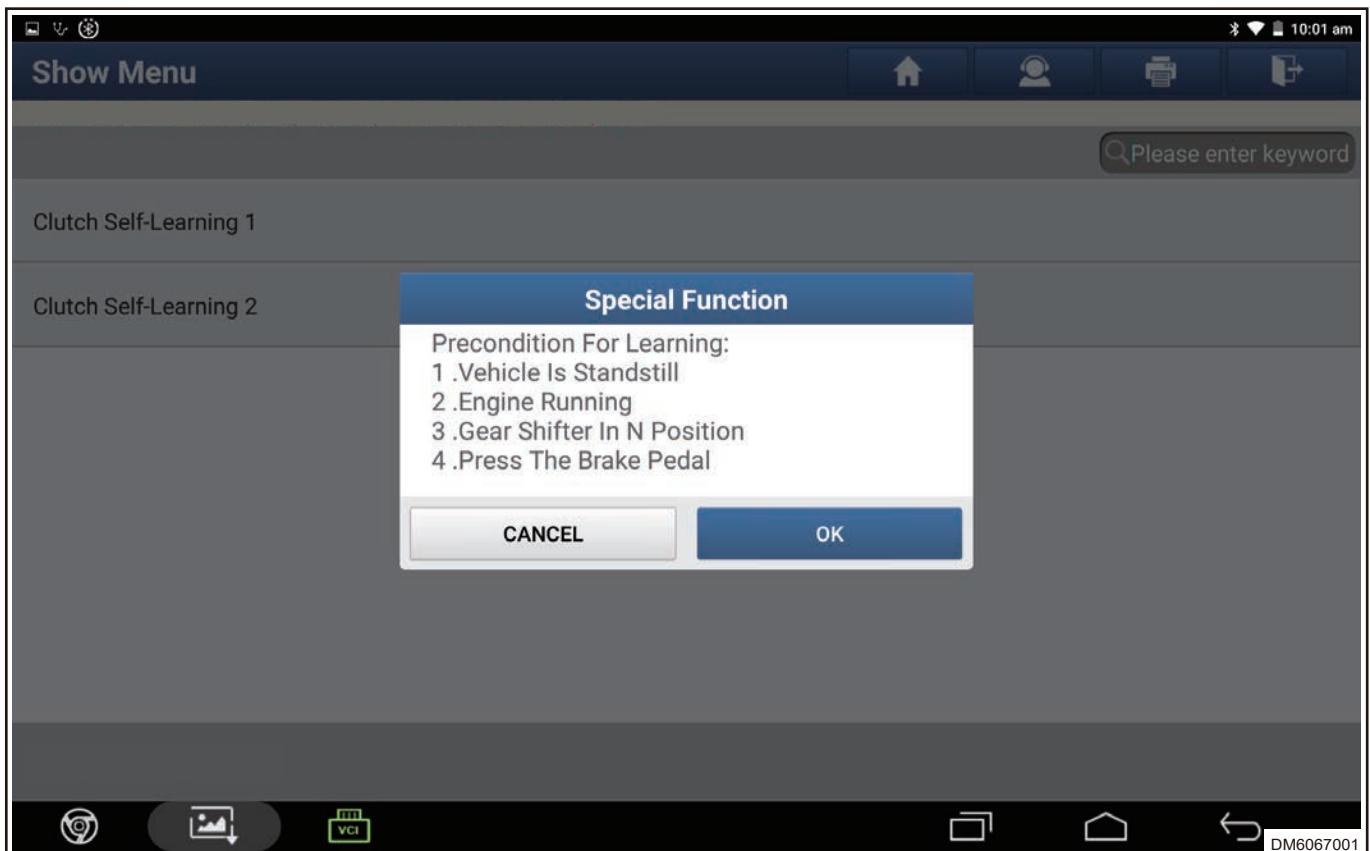 10:01 am
Show Menu
Please enter keyword
Clutch Self-Learning 1
Clutch Self-Learning 2
Special Function
Precondition For Learning:
1 .Vehicle Is Standstill
2 .Engine Running
3 .Gear Shifter In N Position
4 .Press The Brake Pedal
CANCEL
OK
VCI
DM6067001